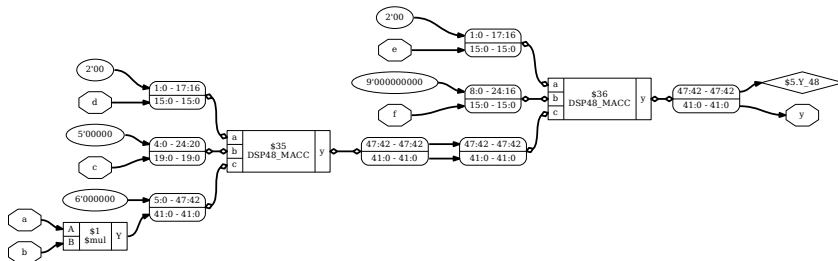 2'00
1:0 - 17:16
15:0 - 15:0
e
2'00
1:0 - 17:16
15:0 - 15:0
d
9'000000000
8:0 - 24:16
15:0 - 15:0
f
a
b
c
$36
DSP48_MACC
y
47:42 - 47:42
41:0 - 41:0
$5.Y_48
y
5'00000
4:0 - 24:20
19:0 - 19:0
c
a
b
c
$35
DSP48_MACC
y
47:42 - 47:42
41:0 - 41:0
47:42 - 47:42
41:0 - 41:0
6'000000
5:0 - 47:42
41:0 - 41:0
a
b
A
B
$1
$mul
Y